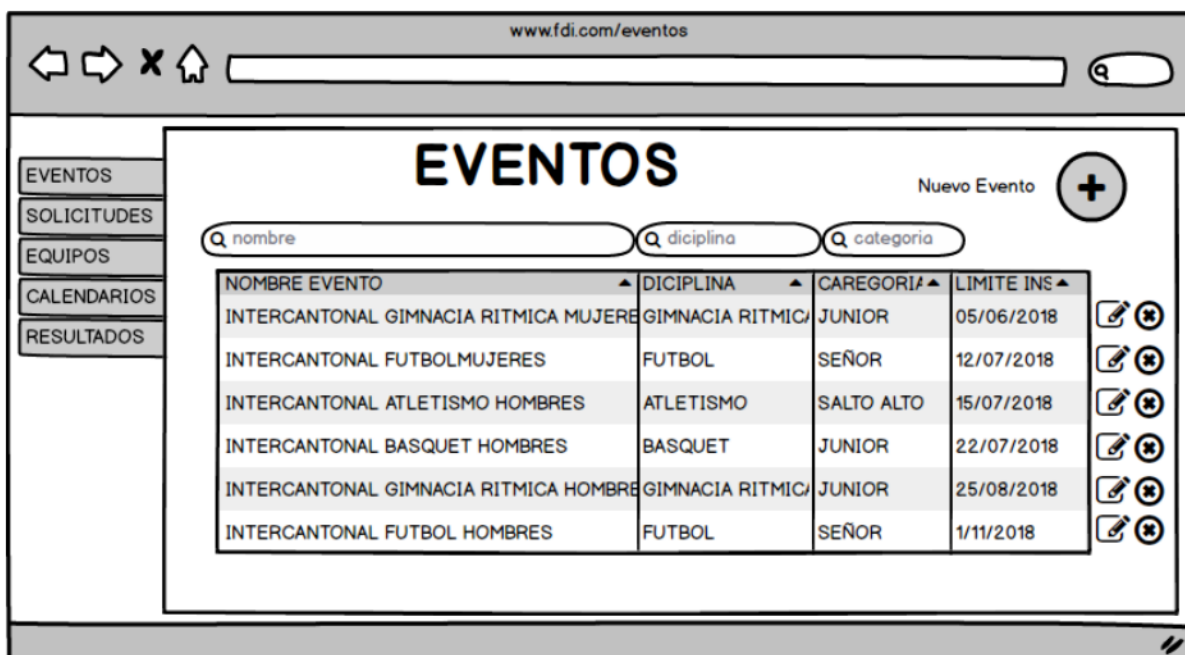 www.fdi.com/eventos
EVENTOS
Nuevo Evento
EVENTOS
SOLICITUDES
EQUIPOS
CALENDARIOS
RESULTADOS
nombre diciplina categoria
NOMBRE EVENTO DICIPLINA CAREGORIA LIMITE INS
INTERCANTONAL GIMNACIA RITMICA MUJERE GIMNACIA RITMICA JUNIOR 05/06/2018
INTERCANTONAL FUTBOLMUJERES FUTBOL SEÑOR 12/07/2018
INTERCANTONAL ATLETISMO HOMBRES ATLETISMO SALTO ALTO 15/07/2018
INTERCANTONAL BASQUET HOMBRES BASQUET JUNIOR 22/07/2018
INTERCANTONAL GIMNACIA RITMICA HOMBRE GIMNACIA RITMICA JUNIOR 25/08/2018
INTERCANTONAL FUTBOL HOMBRES FUTBOL SEÑOR 1/11/2018